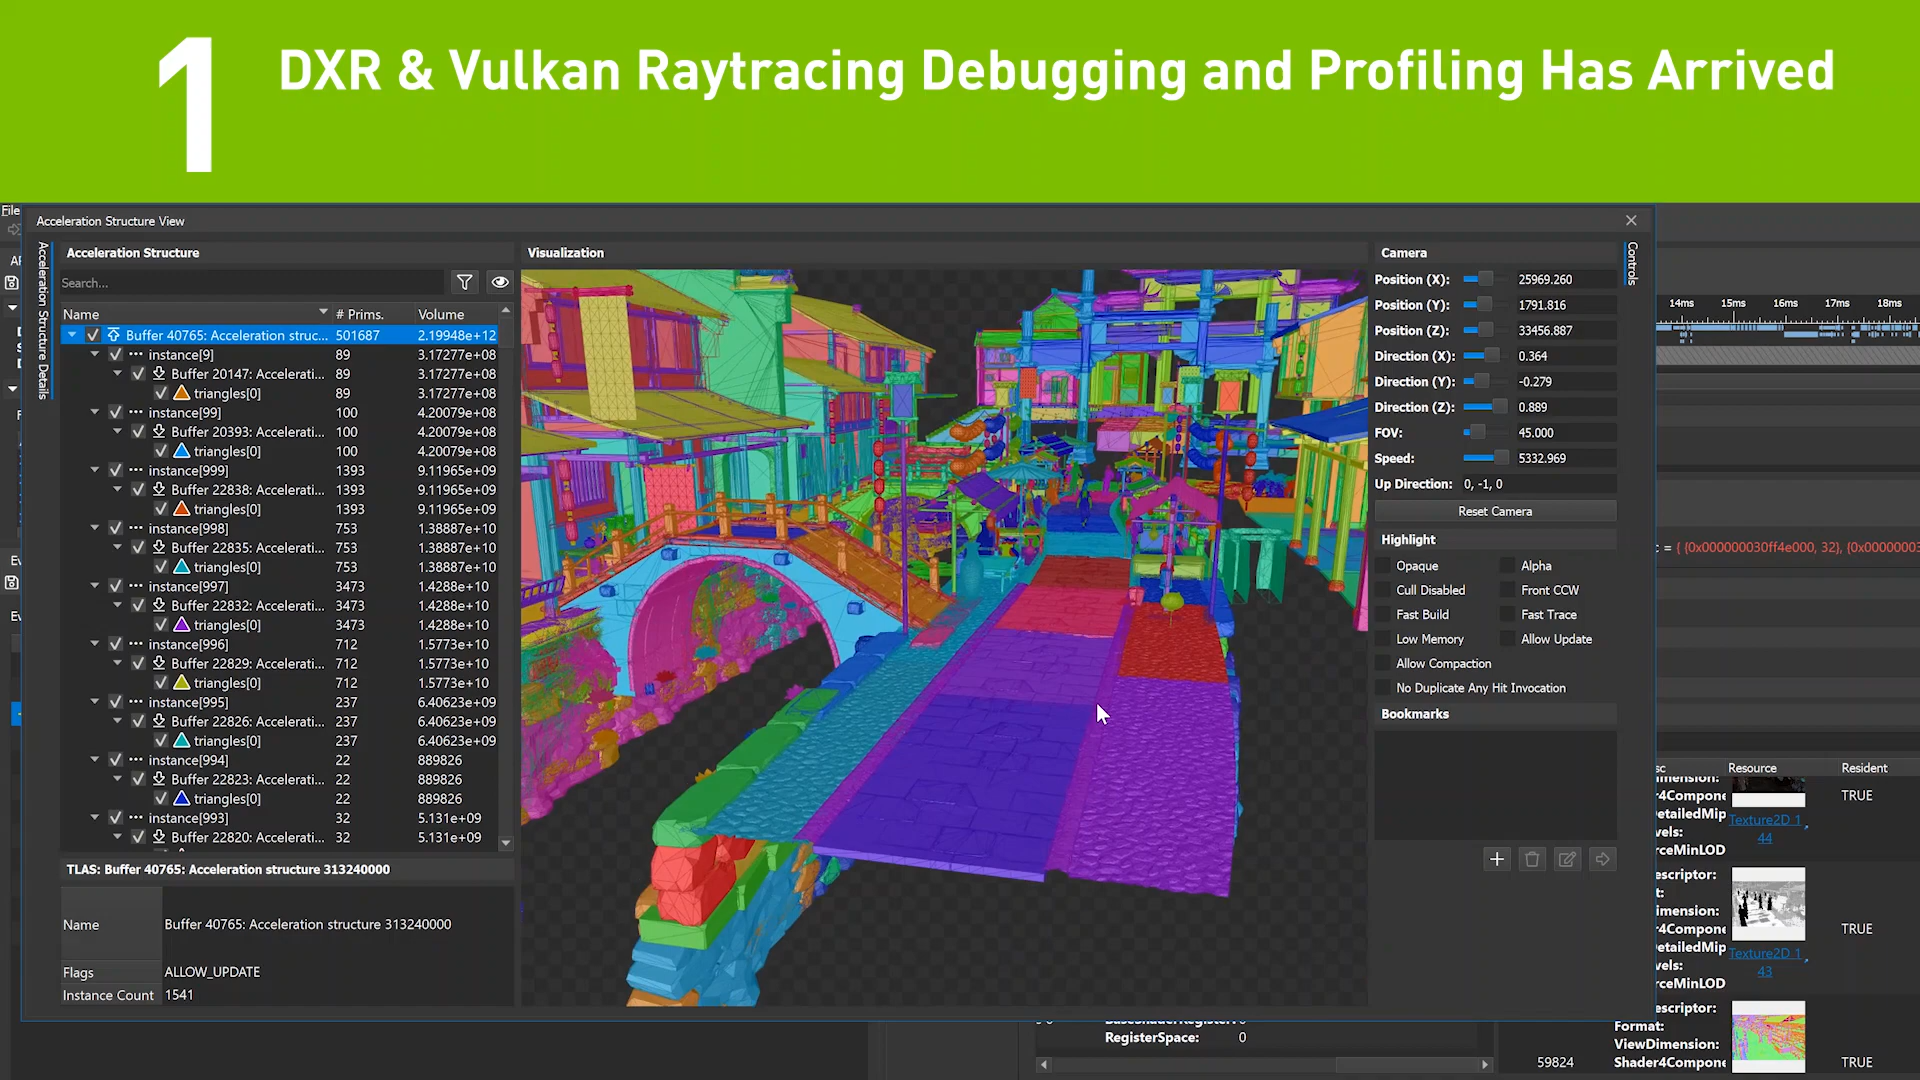 1
DXR & Vulkan Raytracing Debugging and Profiling Has Arrived
File
Acceleration Structure View
Acceleration Structure Details
Acceleration Structure
Search...
Name # Prims. Volume
Buffer 40765: Acceleration struc... 501687 2.19948e+12
instance[9] 89 3.17277e+08
Buffer 20147: Accelerati... 89 3.17277e+08
triangles[0] 89 3.17277e+08
instance[99] 100 4.20079e+08
Buffer 20393: Accelerati... 100 4.20079e+08
triangles[0] 100 4.20079e+08
instance[999] 1393 9.11965e+09
Buffer 22838: Accelerati... 1393 9.11965e+09
triangles[0] 1393 9.11965e+09
instance[998] 753 1.38887e+10
Buffer 22835: Accelerati... 753 1.38887e+10
triangles[0] 753 1.38887e+10
instance[997] 3473 1.4288e+10
Buffer 22832: Accelerati... 3473 1.4288e+10
triangles[0] 3473 1.4288e+10
instance[996] 712 1.5773e+10
Buffer 22829: Accelerati... 712 1.5773e+10
triangles[0] 712 1.5773e+10
instance[995] 237 6.40623e+09
Buffer 22826: Accelerati... 237 6.40623e+09
triangles[0] 237 6.40623e+09
instance[994] 22 889826
Buffer 22823: Accelerati... 22 889826
triangles[0] 22 889826
instance[993] 32 5.131e+09
Buffer 22820: Accelerati... 32 5.131e+09
TLAS: Buffer 40765: Acceleration structure 313240000
Name Buffer 40765: Acceleration structure 313240000
Flags ALLOW_UPDATE
Instance Count 1541
Visualization
Camera
Position (X): 25969.260
Position (Y): 1791.816
Position (Z): 33456.887
Direction (X): 0.364
Direction (Y): -0.279
Direction (Z): 0.889
FOV: 45.000
Speed: 5332.969
Up Direction: 0, -1, 0
Reset Camera
Highlight
Opaque Alpha
Cull Disabled Front CCW
Fast Build Fast Trace
Low Memory Allow Update
Allow Compaction
No Duplicate Any Hit Invocation
Bookmarks
Controls
14ms 15ms 16ms 17ms 18ms
c = { (0x000000030ff4e000, 32), (0x0000000
Resource Resident
Texture2D_1
44
TRUE
Texture2D_1
43
TRUE
RegisterSpace: 0
Format:
ViewDimension:
Shader4Compone
59824
TRUE